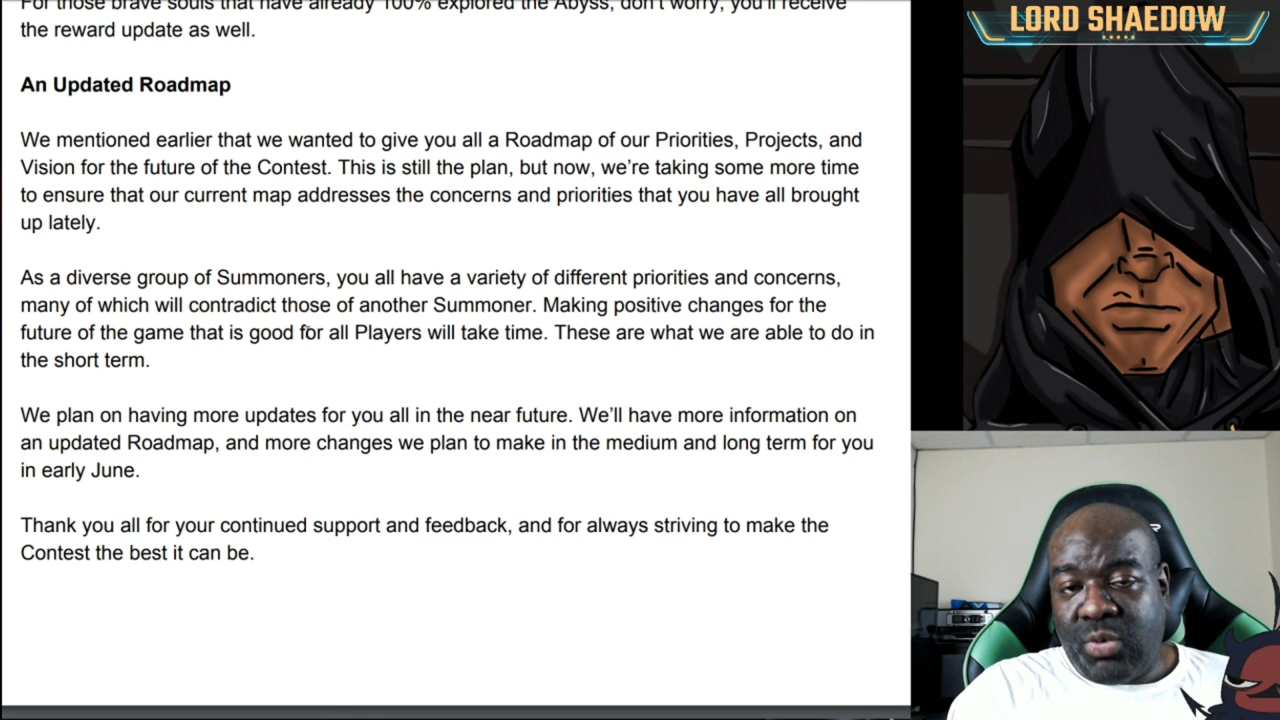 For those brave souls that have already 100% explored the Abyss, don't worry, you'll receive
the reward update as well.
An Updated Roadmap
We mentioned earlier that we wanted to give you all a Roadmap of our Priorities, Projects, and
Vision for the future of the Contest. This is still the plan, but now, we’re taking some more time
to ensure that our current map addresses the concerns and priorities that you have all brought
up lately.
As a diverse group of Summoners, you all have a variety of different priorities and concerns,
many of which will contradict those of another Summoner. Making positive changes for the
future of the game that is good for all Players will take time. These are what we are able to do in
the short term.
We plan on having more updates for you all in the near future. We’ll have more information on
an updated Roadmap, and more changes we plan to make in the medium and long term for you
in early June.
Thank you all for your continued support and feedback, and for always striving to make the
Contest the best it can be.
LORD SHAEDOW